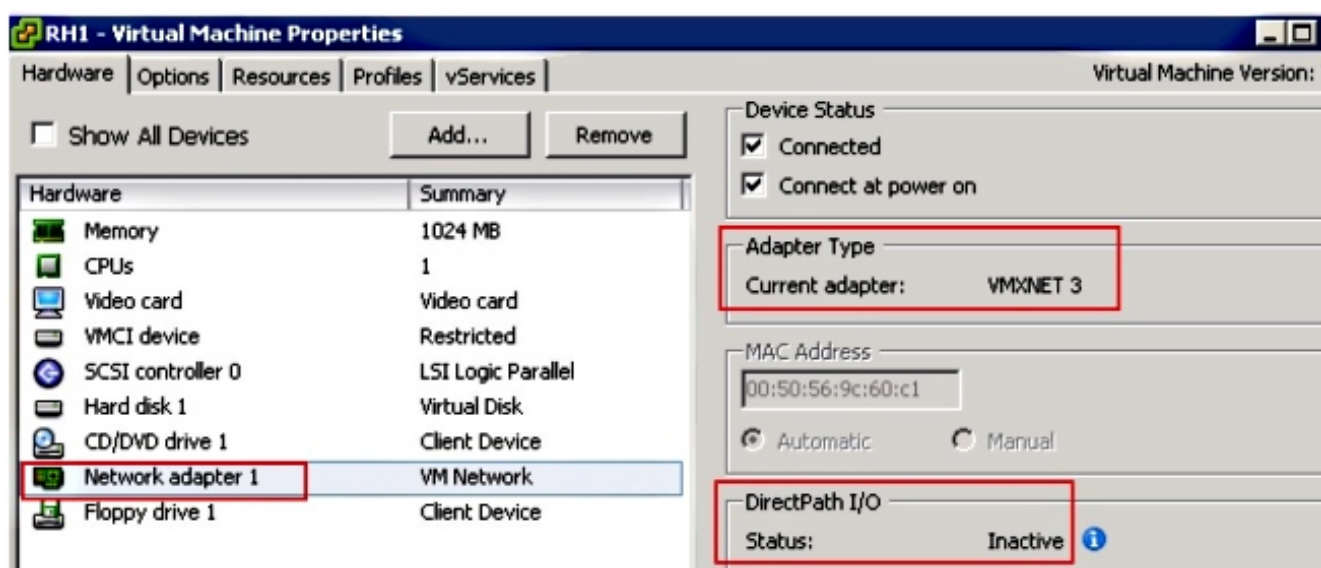 RH1 - Virtual Machine Properties
Hardware Options Resources Profiles vServices Virtual Machine Version:
Show All Devices Add... Remove
Hardware Summary
Memory 1024 MB
CPUs 1
Video card Video card
VMCI device Restricted
SCSI controller 0 LSI Logic Parallel
Hard disk 1 Virtual Disk
CD/DVD drive 1 Client Device
Network adapter 1 VM Network
Floppy drive 1 Client Device
Device Status
Connected
Connect at power on
Adapter Type
Current adapter: VMXNET 3
MAC Address
00:50:56:9c:60:c1
Automatic Manual
DirectPath I/O
Status: Inactive